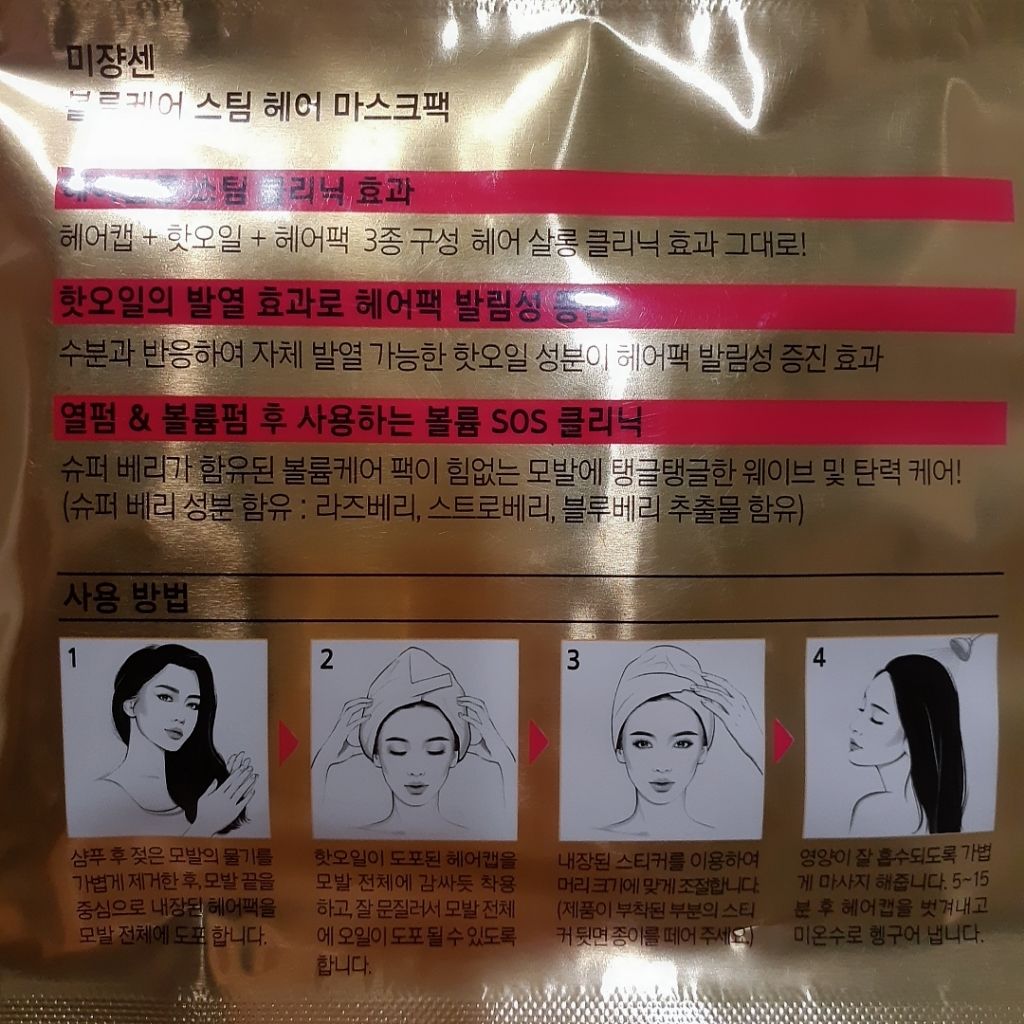 미쟝센
볼륨케어 스팀 헤어 마스크팩
스팀 클리닉 효과
헤어캡 + 핫오일 + 헤어팩 3종 구성 헤어 살롱 클리닉 효과 그대로!
핫오일의 발열 효과로 헤어팩 발림성 증진
수분과 반응하여 자체 발열 가능한 핫오일 성분이 헤어팩 발림성 증진 효과
열펌 & 볼륨펌 후 사용하는 볼륨 SOS 클리닉
슈퍼 베리가 함유된 볼륨케어 팩이 힘없는 모발에 탱글탱글한 웨이브 및 탄력 케어!
(슈퍼 베리 성분 함유 : 라즈베리, 스트로베리, 블루베리 추출물 함유)
사용 방법
1
샴푸 후 젖은 모발의 물기를
가볍게 제거한 후, 모발 끝을
중심으로 내장된 헤어팩을
모발 전체에 도포 합니다.
2
핫오일이 도포된 헤어캡을
모발 전체에 감싸듯 착용
하고, 잘 문질러서 모발 전체
에 오일이 도포 될 수 있도록
합니다.
3
내장된 스티커를 이용하여
머리 크기에 맞게 조절합니다.
(제품이 부착된 부분의 스티
커 뒷면 종이를 떼어 주세요.)
4
영양이 잘 흡수되도록 가볍
게 마사지 해줍니다. 5~15
분 후 헤어캡을 벗겨내고
미온수로 헹구어 냅니다.